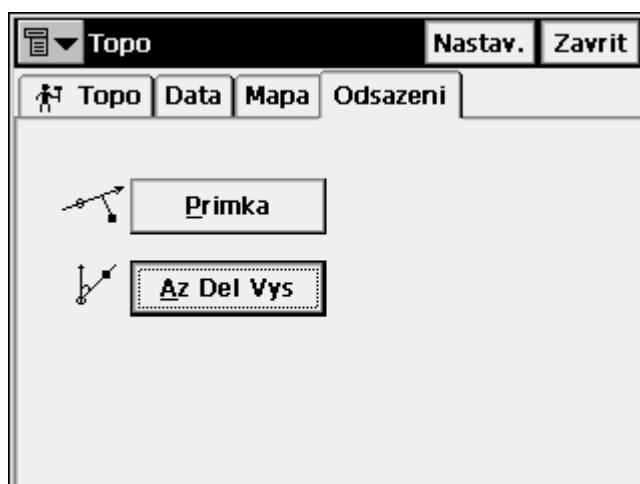 Topo Nastav. Zavrit
Topo Data Mapa Odsazeni
Primka
Az Del Vys